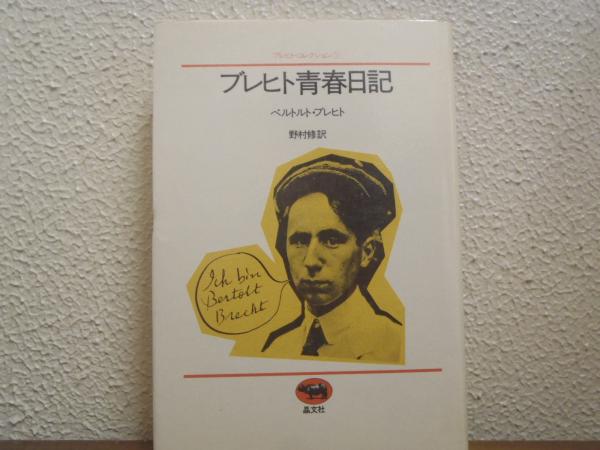 ブレヒト・コレクション
ブレヒト青春日記
ベルトルト・ブレヒト
野村修訳
Ich bin
Bertolt
Brecht
晶文社